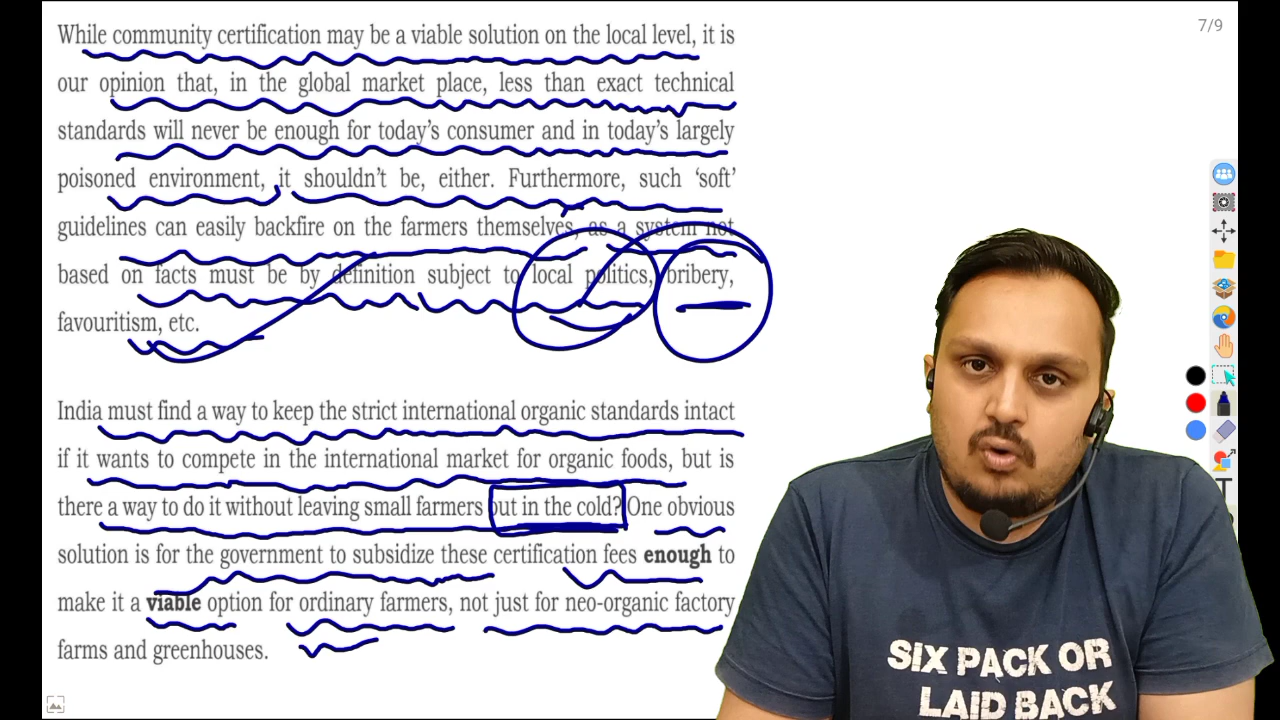 7/9
While community certification may be a viable solution on the local level, it is
our opinion that, in the global market place, less than exact technical
standards will never be enough for today's consumer and in today's largely
poisoned environment, it shouldn't be, either. Furthermore, such 'soft'
guidelines can easily backfire on the farmers themselves, as a system not
based on facts must be by definition subject to local politics, bribery,
favouritism, etc.
India must find a way to keep the strict international organic standards intact
if it wants to compete in the international market for organic foods, but is
there a way to do it without leaving small farmers out in the cold? One obvious
solution is for the government to subsidize these certification fees enough to
make it a viable option for ordinary farmers, not just for neo-organic factory
farms and greenhouses.
T
SIX PACK OR
LAID BACK